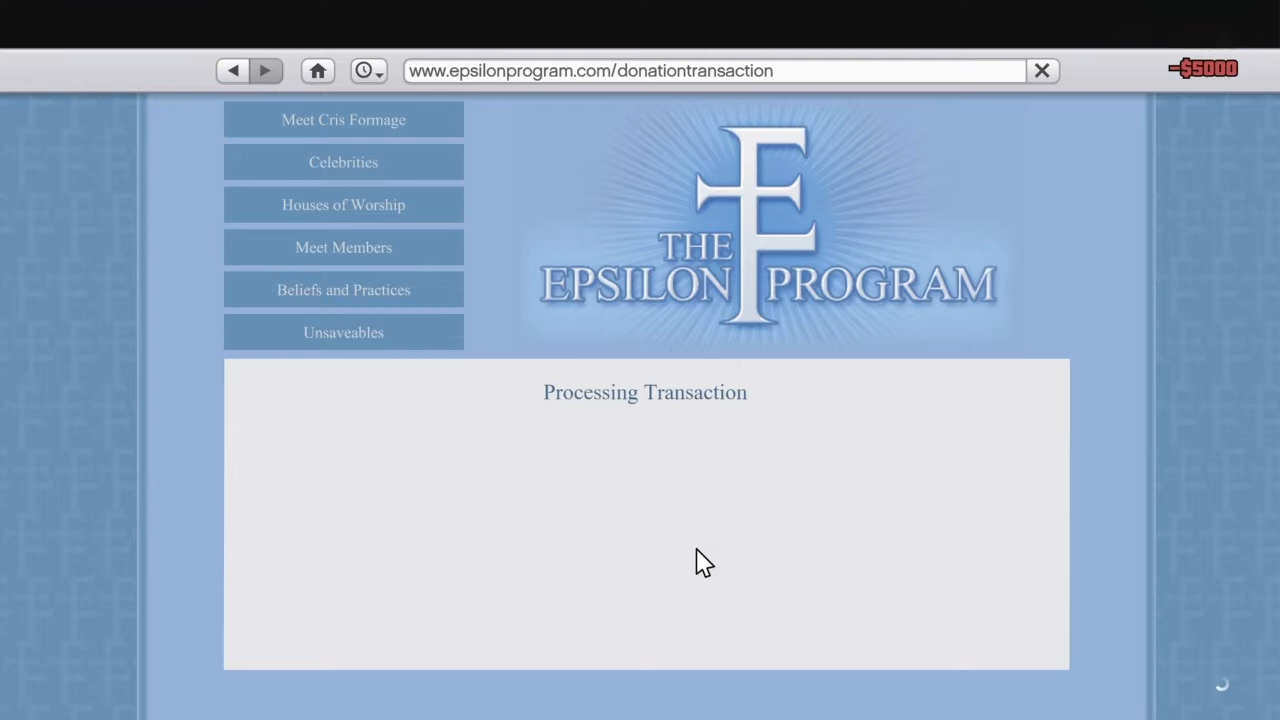 www.epsilonprogram.com/donationtransaction
-$5000
Meet Cris Formage
Celebrities
Houses of Worship
Meet Members
Beliefs and Practices
Unsaveables
THE
EPSILON PROGRAM
Processing Transaction